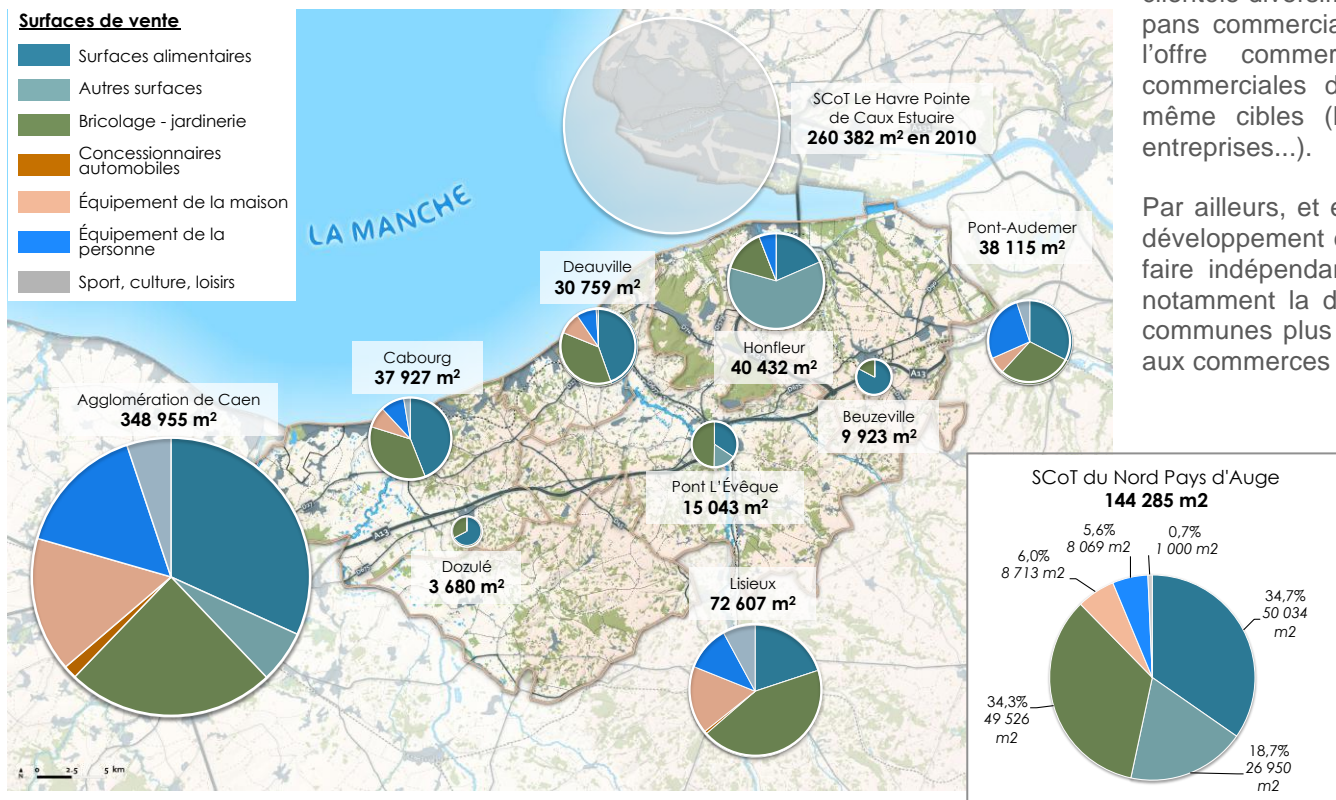 Surfaces de vente
Surfaces alimentaires
Autres surfaces
Bricolage - jardinerie
Concessionnaires
automobiles
Équipement de la maison
Équipement de la
personne
Sport, culture, loisirs
LA MANCHE
SCoT Le Havre Pointe
de Caux Estuaire
260 382 m² en 2010
Pont-Audemer
38 115 m²
Deauville
30 759 m²
Honfleur
40 432 m²
Cabourg
37 927 m²
Beuzeville
9 923 m²
Agglomération de Caen
348 955 m²
Pont L'Évêque
15 043 m²
Dozulé
3 680 m²
Lisieux
72 607 m²
A13
A13
N
0 2.5 5 km
SCoT du Nord Pays d'Auge
144 285 m2
0,7%
1 000 m2
5,6%
8 069 m2
6,0%
8 713 m2
34,7%
50 034
m2
34,3%
49 526
m2
18,7%
26 950
m2
pans commercia
l'offre commer
commerciales d
même cibles (l
entreprises...).
Par ailleurs, et e
développement d
faire indépendar
notamment la d
communes plus
aux commerces